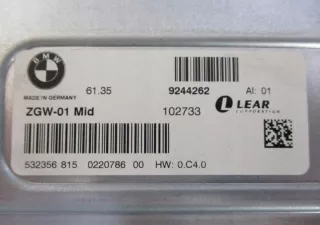 BMW
61.35 9244262 AI: 01
MADE IN GERMANY
ZGW-01 Mid 102733 LEAR
CORPORATION
532356 815 0220786 00 HW: 0.C4.0